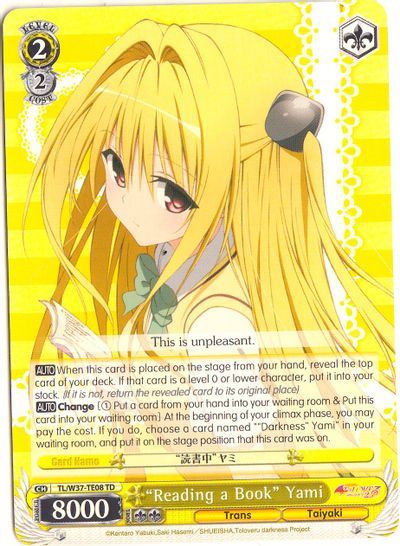 LEVEL
2
2
COST
This is unpleasant.
AUTO When this card is placed on the stage from your hand, reveal the top
card of your deck. If that card is a level 0 or lower character, put it into your
stock. (If it is not, return the revealed card to its original place)
AUTO Change [① Put a card from your hand into your waiting room & Put this
card into your waiting room] At the beginning of your climax phase, you may
pay the cost. If you do, choose a card named "“Darkness” Yami" in your
waiting room, and put it on the stage position that this card was on.
Card Name
“読書中”ヤミ
CH TL/W37-TE08 TD
“Reading a Book” Yami
POWER
8000
Trans
Taiyaki
©Kentaro Yabuki,Saki Hasemi／SHUEISHA,Toloveru darkness Project